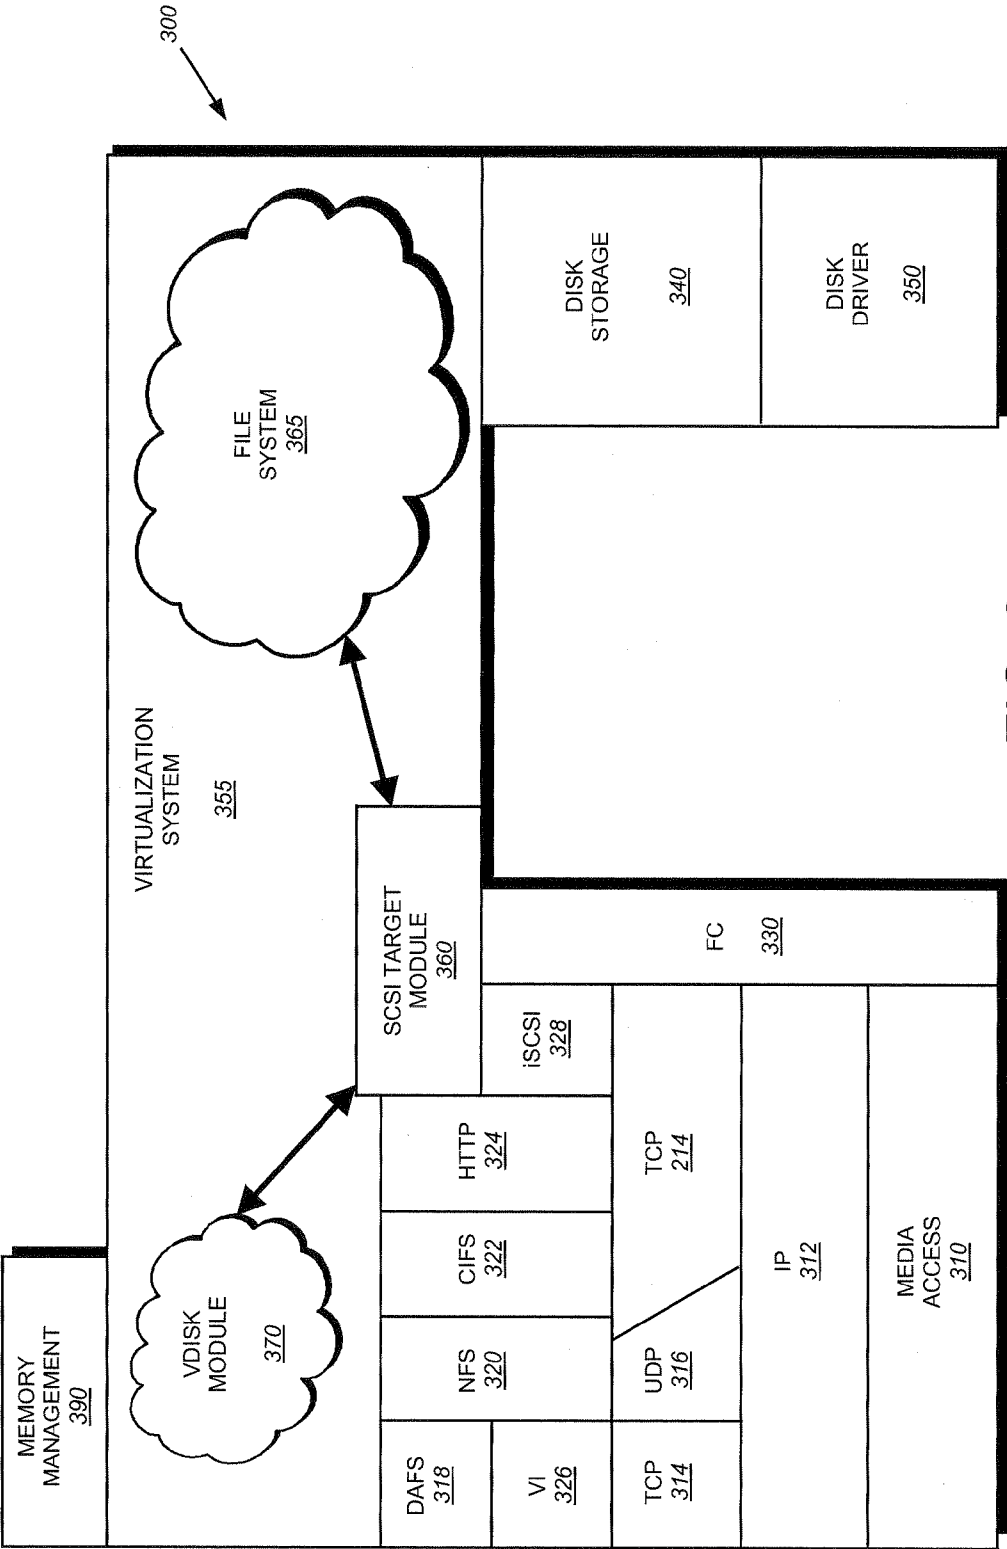 300
MEMORY
MANAGEMENT
390
VIRTUALIZATION
SYSTEM
355
VDISK
MODULE
370
FILE
SYSTEM
365
SCSI TARGET
MODULE
360
DAFS
318
VI
326
NFS
320
CIFS
322
HTTP
324
iSCSI
328
FC
330
TCP
314
UDP
316
TCP
214
IP
312
MEDIA
ACCESS
310
DISK
STORAGE
340
DISK
DRIVER
350